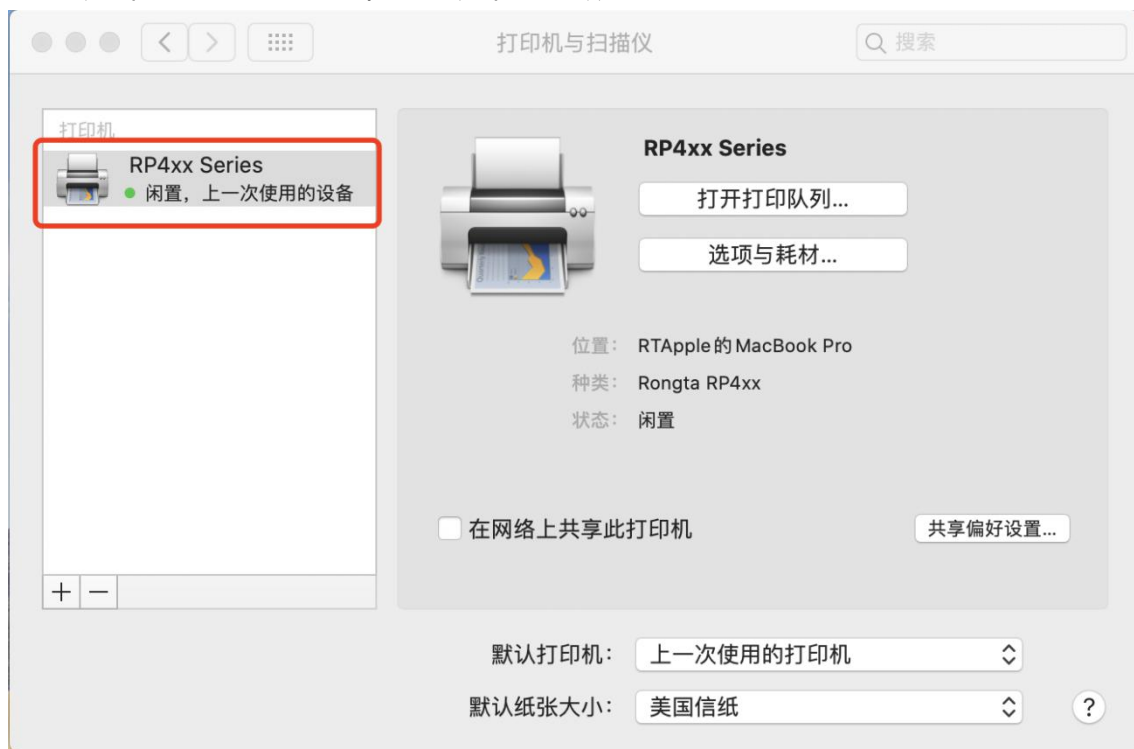 打印机与扫描仪
搜索
打印机
RP4xx Series
闲置，上一次使用的设备
RP4xx Series
打开打印队列...
选项与耗材...
位置： RTApple的MacBook Pro
种类： Rongta RP4xx
状态： 闲置
在网络上共享此打印机
共享偏好设置...
默认打印机： 上一次使用的打印机
默认纸张大小： 美国信纸
?